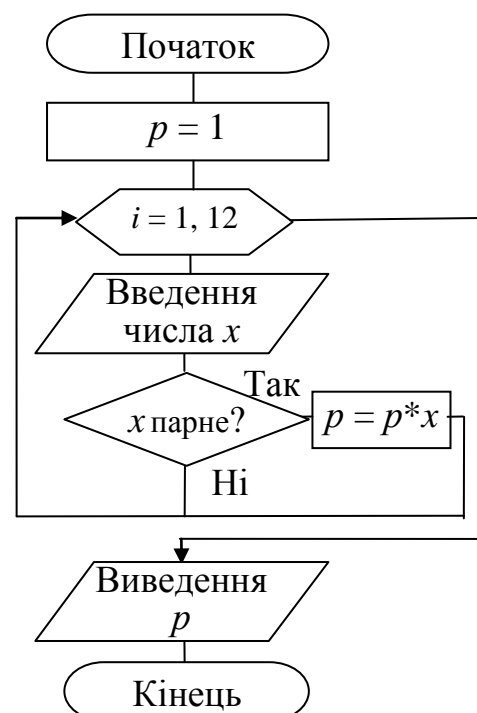 Початок
p = 1
i = 1, 12
Введення
числа x
Так
x парне?
p = p*x
Ні
Виведення
p
Кінець